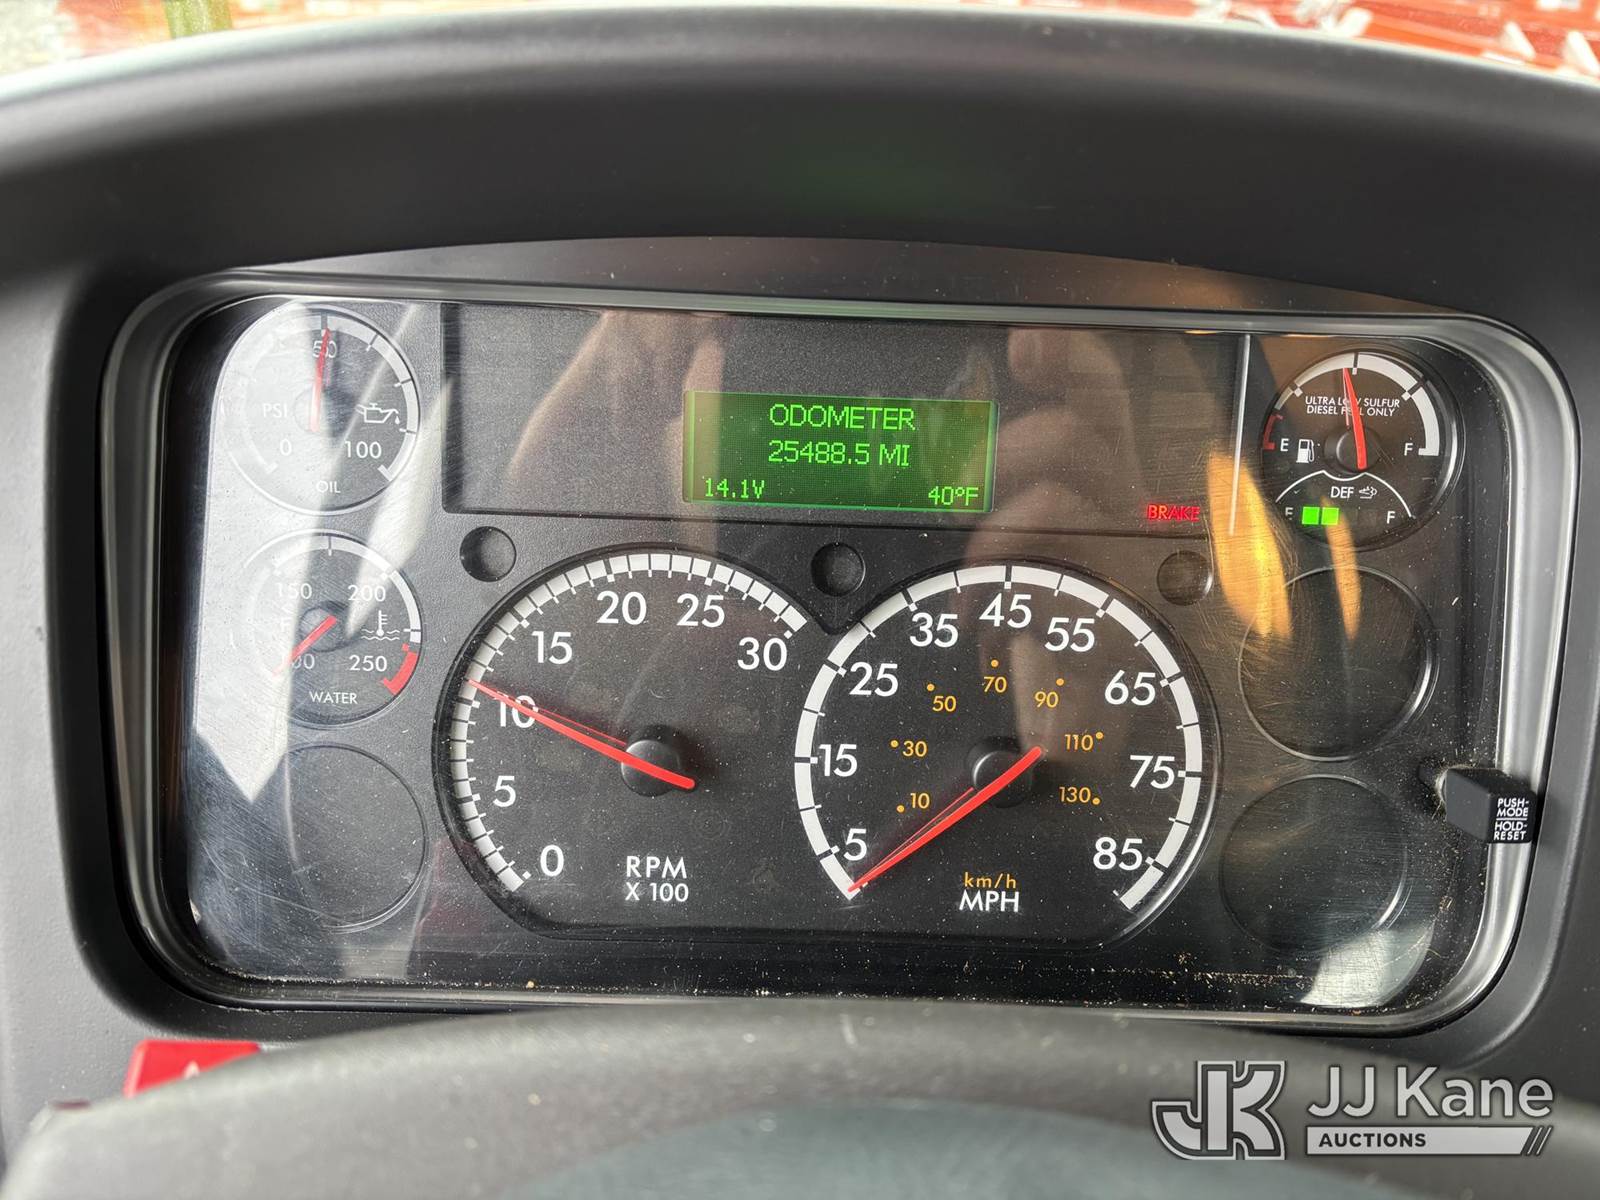 50
PSI
0 100
OIL
ODOMETER
25488.5 MI
14.1V 40°F
BRAKE
ULTRA LOW SULFUR
DIESEL FUEL ONLY
E F
DEF
E F
150 200
F
100 250
WATER
0 5 10 15 20 25 30
RPM
X 100
5 15 25 35 45 55 65 75 85
10 30 50 70 90 110 130
km/h
MPH
PUSH-
MODE
HOLD-
RESET
JK JJ Kane
AUCTIONS